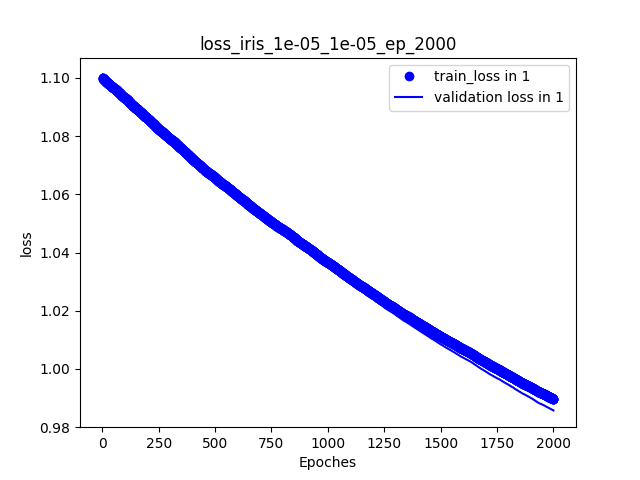 loss_iris_1e-05_1e-05_ep_2000
train_loss in 1
validation loss in 1
1.10
1.08
1.06
1.04
1.02
1.00
0.98
loss
0 250 500 750 1000 1250 1500 1750 2000
Epoches